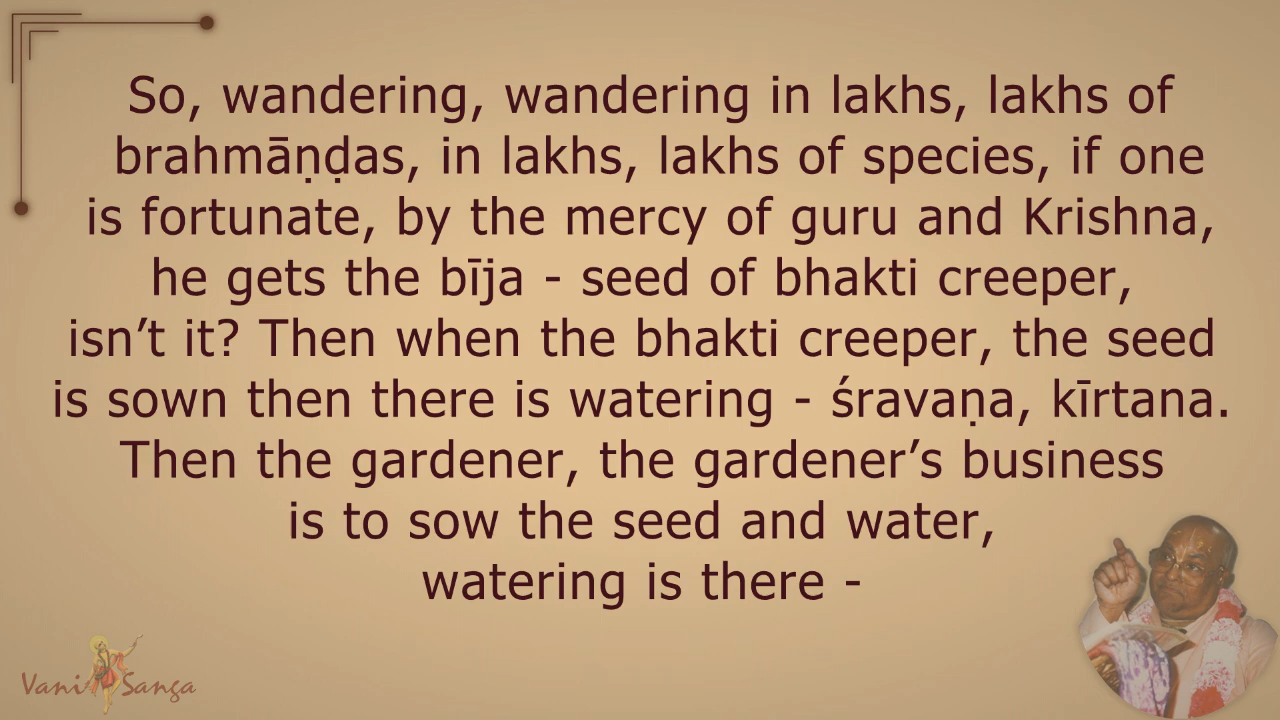 So, wandering, wandering in lakhs, lakhs of
brahmāṇḍas, in lakhs, lakhs of species, if one
is fortunate, by the mercy of guru and Krishna,
he gets the bīja - seed of bhakti creeper,
isn’t it? Then when the bhakti creeper, the seed
is sown then there is watering - śravaṇa, kīrtana.
Then the gardener, the gardener’s business
is to sow the seed and water,
watering is there -
Vani Sanga